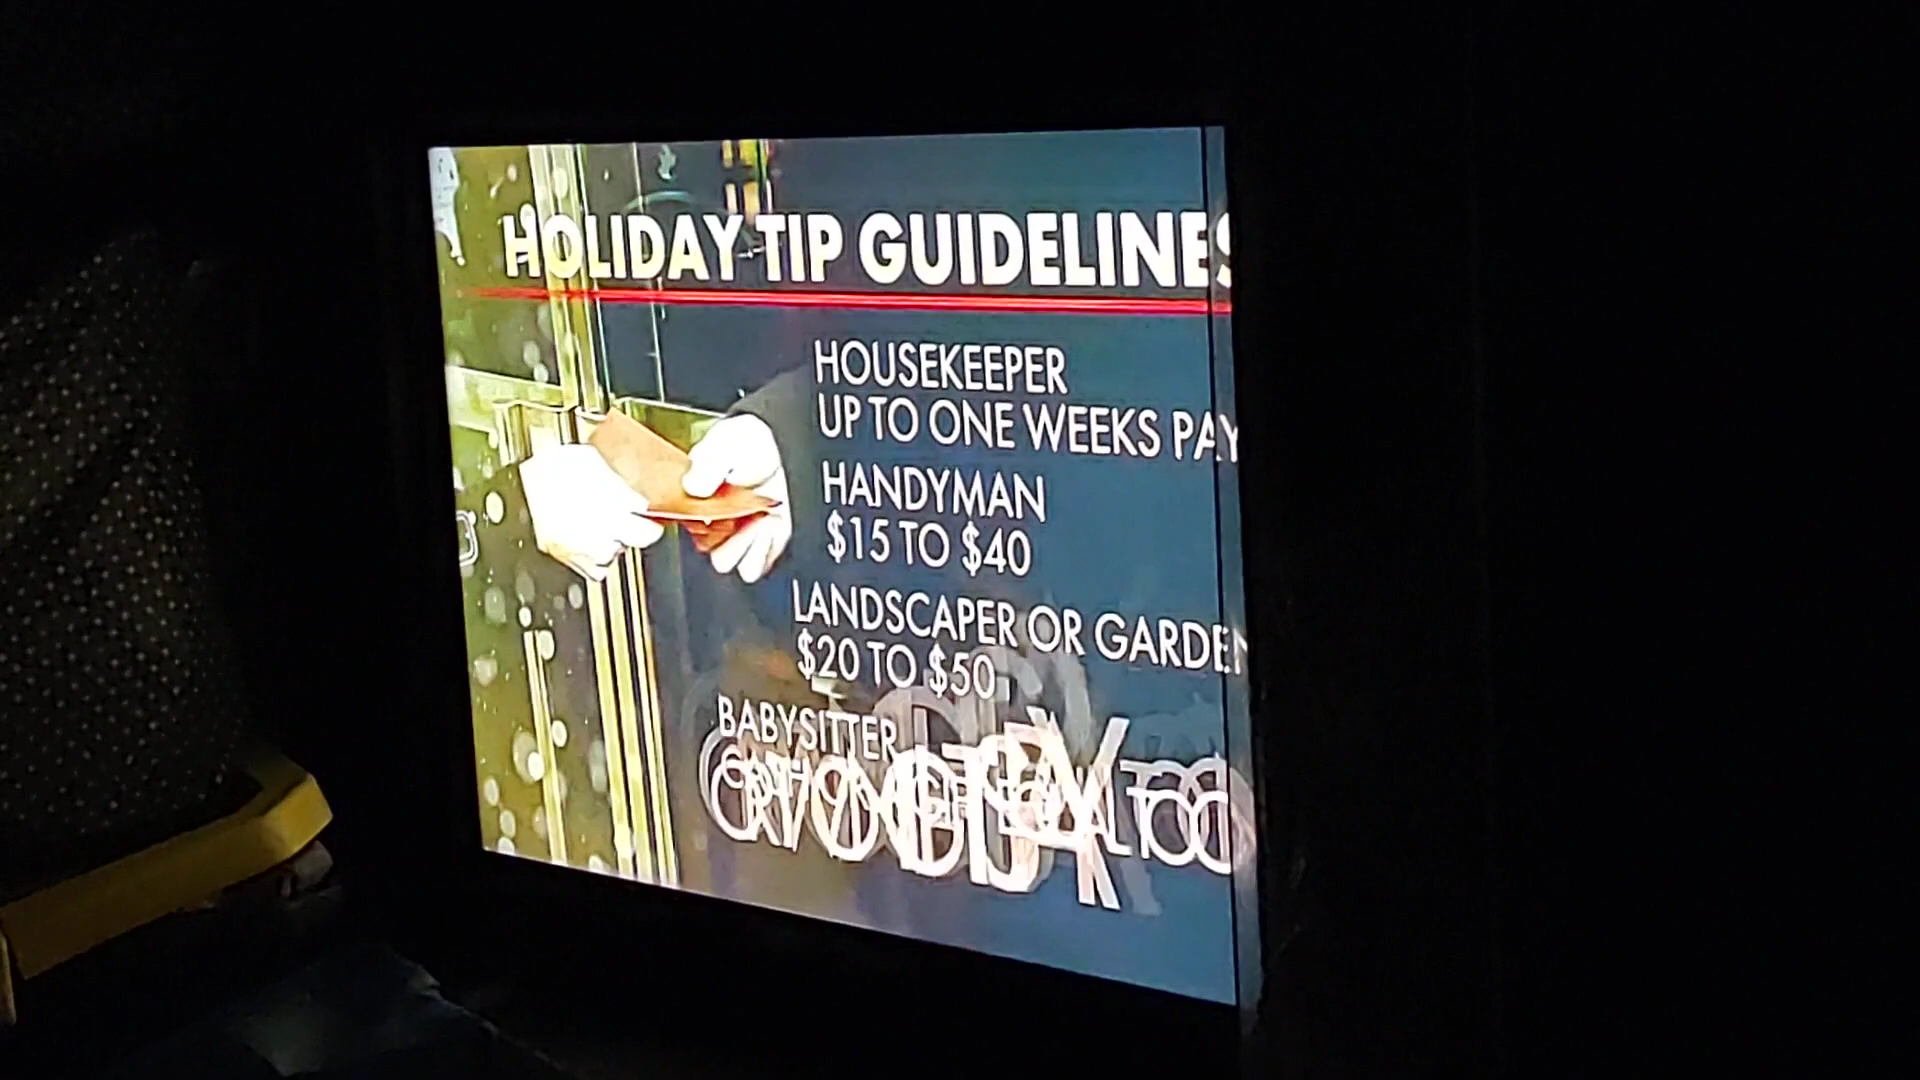 HOLIDAY TIP GUIDELINES
HOUSEKEEPER
UP TO ONE WEEKS PAY
HANDYMAN
$15 TO $40
LANDSCAPER OR GARDEN
$20 TO $50
BABYSITTER